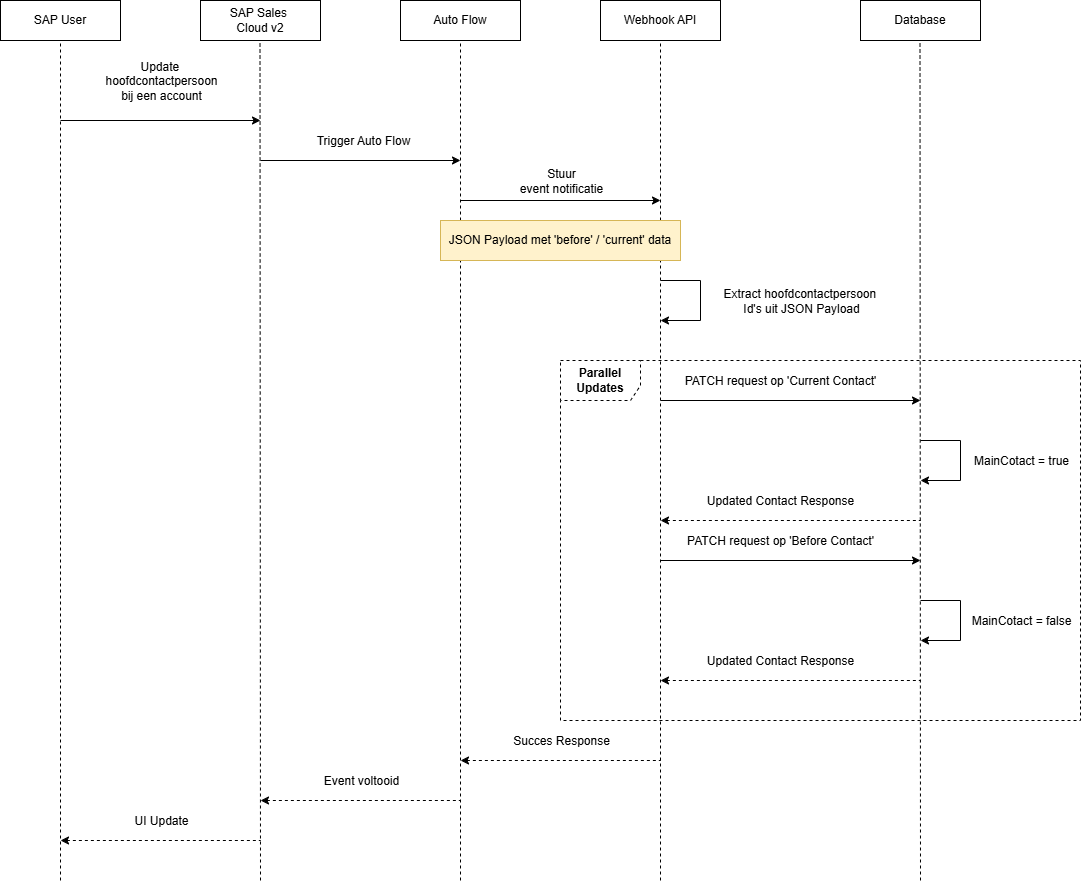 SAP User
SAP Sales
Cloud v2
Auto Flow
Webhook API
Database
Update
hoofdcontactpersoon
bij een account
Trigger Auto Flow
Stuur
event notificatie
JSON Payload met 'before' / 'current' data
Extract hoofdcontactpersoon
Id's uit JSON Payload
Parallel
Updates
PATCH request op 'Current Contact'
MainCotact = true
Updated Contact Response
PATCH request op 'Before Contact'
MainCotact = false
Updated Contact Response
Succes Response
Event voltooid
UI Update